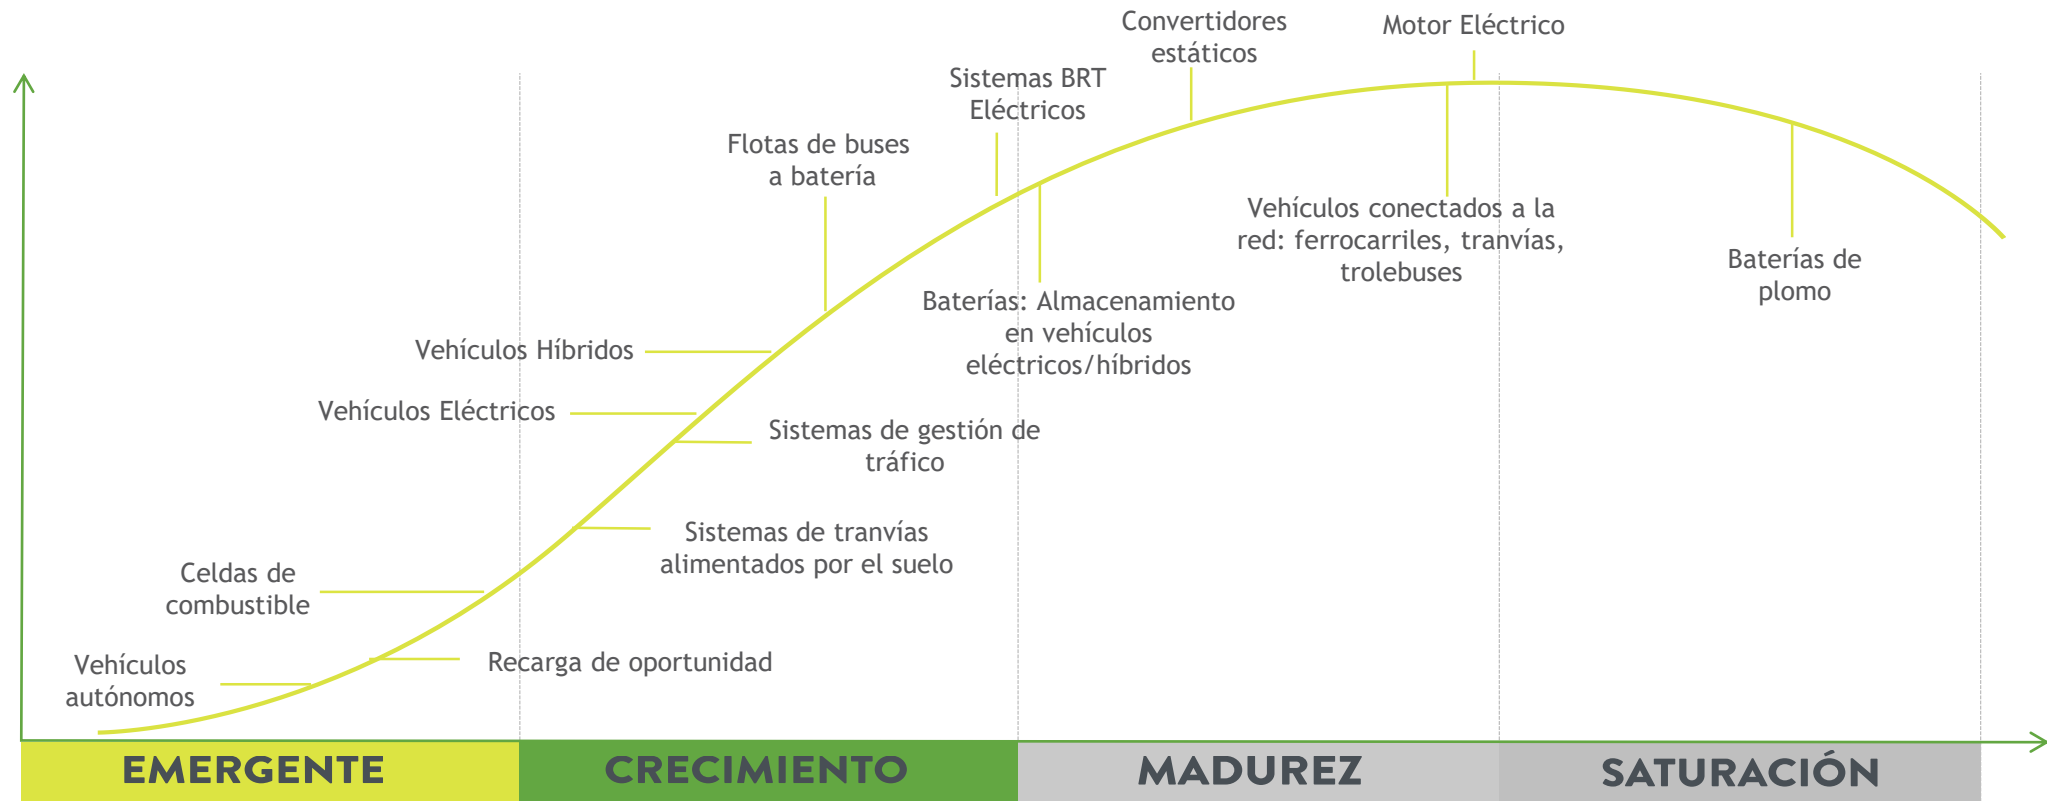 Convertidores
estáticos
Motor Eléctrico
Sistemas BRT
Eléctricos
Flotas de buses
a batería
Vehículos conectados a la
red: ferrocarriles, tranvías,
trolebuses
Baterías de
plomo
Baterías: Almacenamiento
en vehículos
eléctricos/híbridos
Vehículos Híbridos
Vehículos Eléctricos
Sistemas de gestión de
tráfico
Sistemas de tranvías
alimentados por el suelo
Celdas de
combustible
Recarga de oportunidad
Vehículos
autónomos
EMERGENTE
CRECIMIENTO
MADUREZ
SATURACIÓN